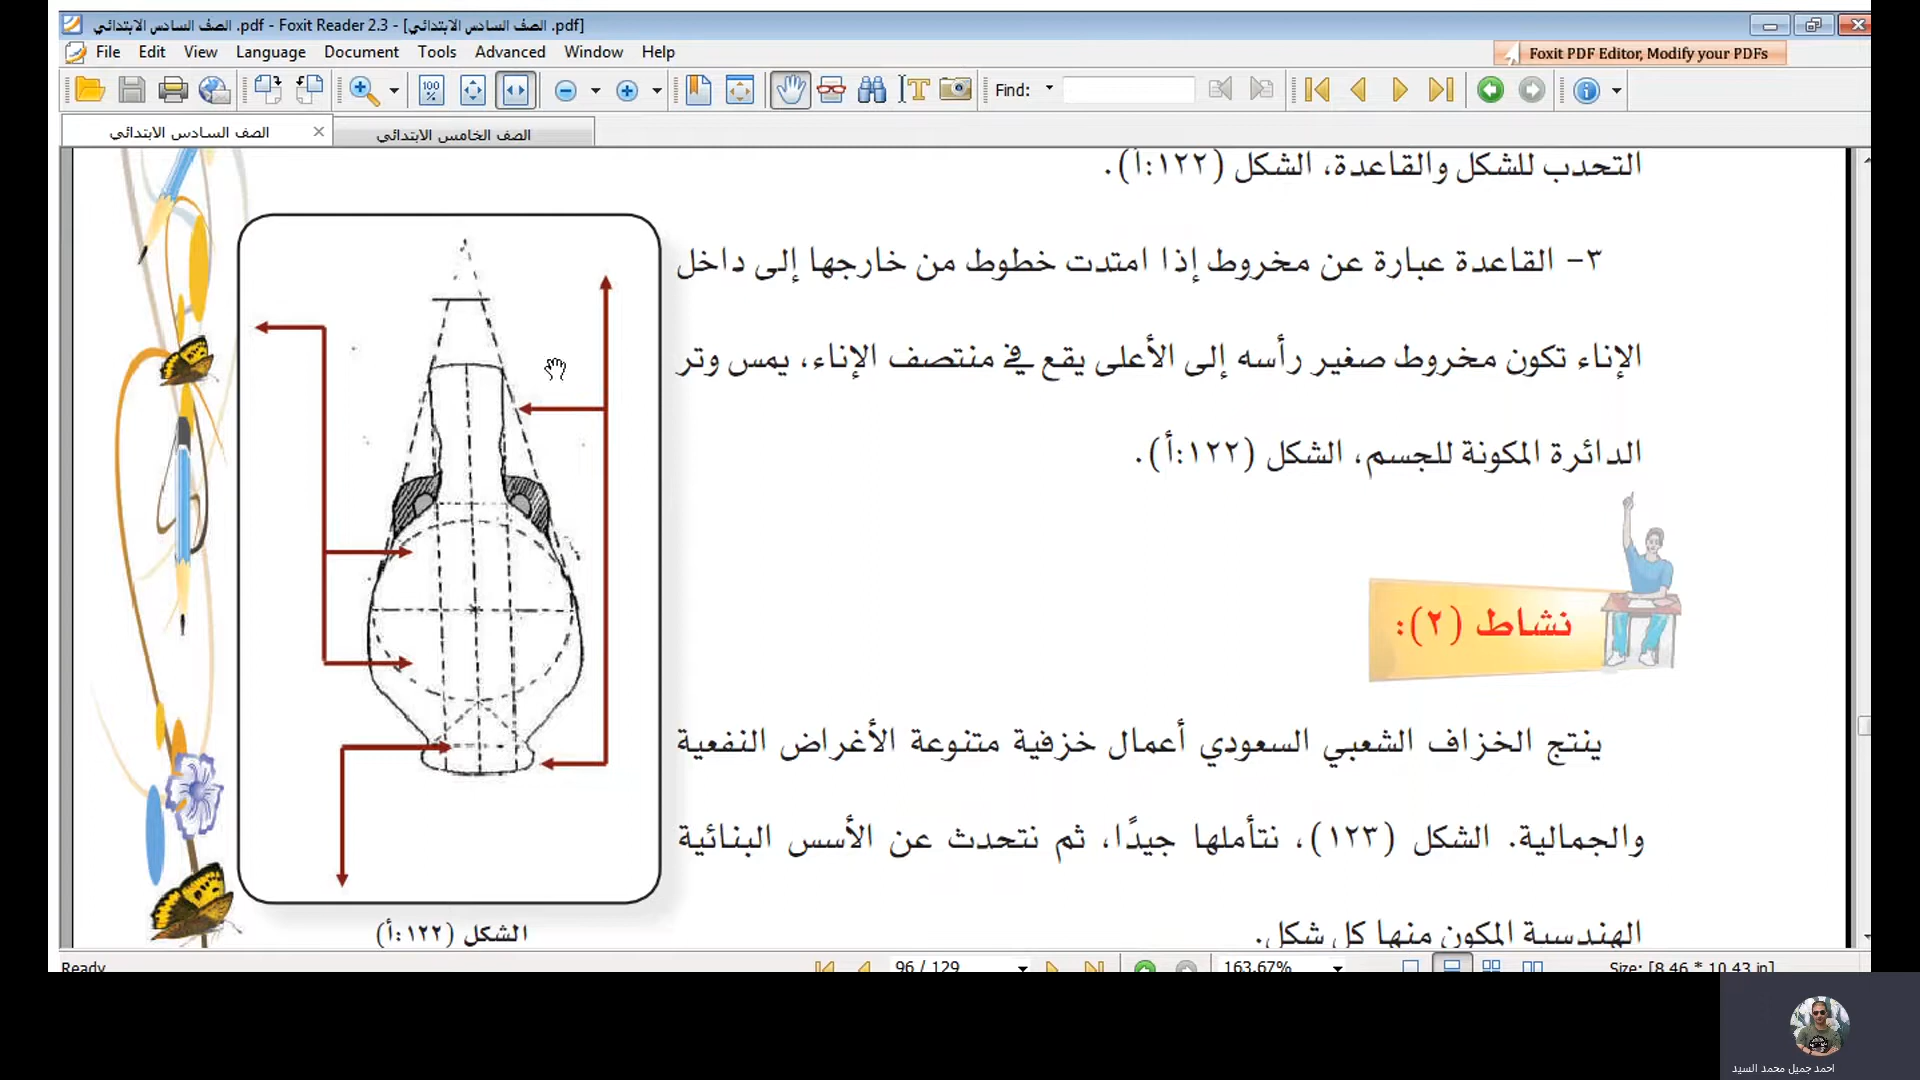 الصف السادس الابتدائي .pdf - Foxit Reader 2.3 - [الصف السادس الابتدائي .pdf]
File Edit View Language Document Tools Advanced Window Help
Foxit PDF Editor, Modify your PDFs
Find:
الصف السادس الابتدائي
الصف الخامس الابتدائي
التحدب للشكل والقاعدة، الشكل (١٢٢:أ).
٣- القاعدة عبارة عن مخروط إذا امتدت خطوط من خارجها إلى داخل
الإناء تكون مخروط صغير رأسه إلى الأعلى يقع في منتصف الإناء، يمس وتر
الدائرة المكونة للجسم، الشكل (١٢٢:أ).
نشاط (٢):
ينتج الخزاف الشعبي السعودي أعمال خزفية متنوعة الأغراض النفعية
والجمالية. الشكل (١٢٣)، نتأملها جيدًا، ثم نتحدث عن الأسس البنائية
الهندسية المكون منها كل شكل.
الشكل (١٢٢:أ)
Ready
96 / 129
163.67%
Size: [8.46 * 10.43 in]
احمد جميل محمد السيد